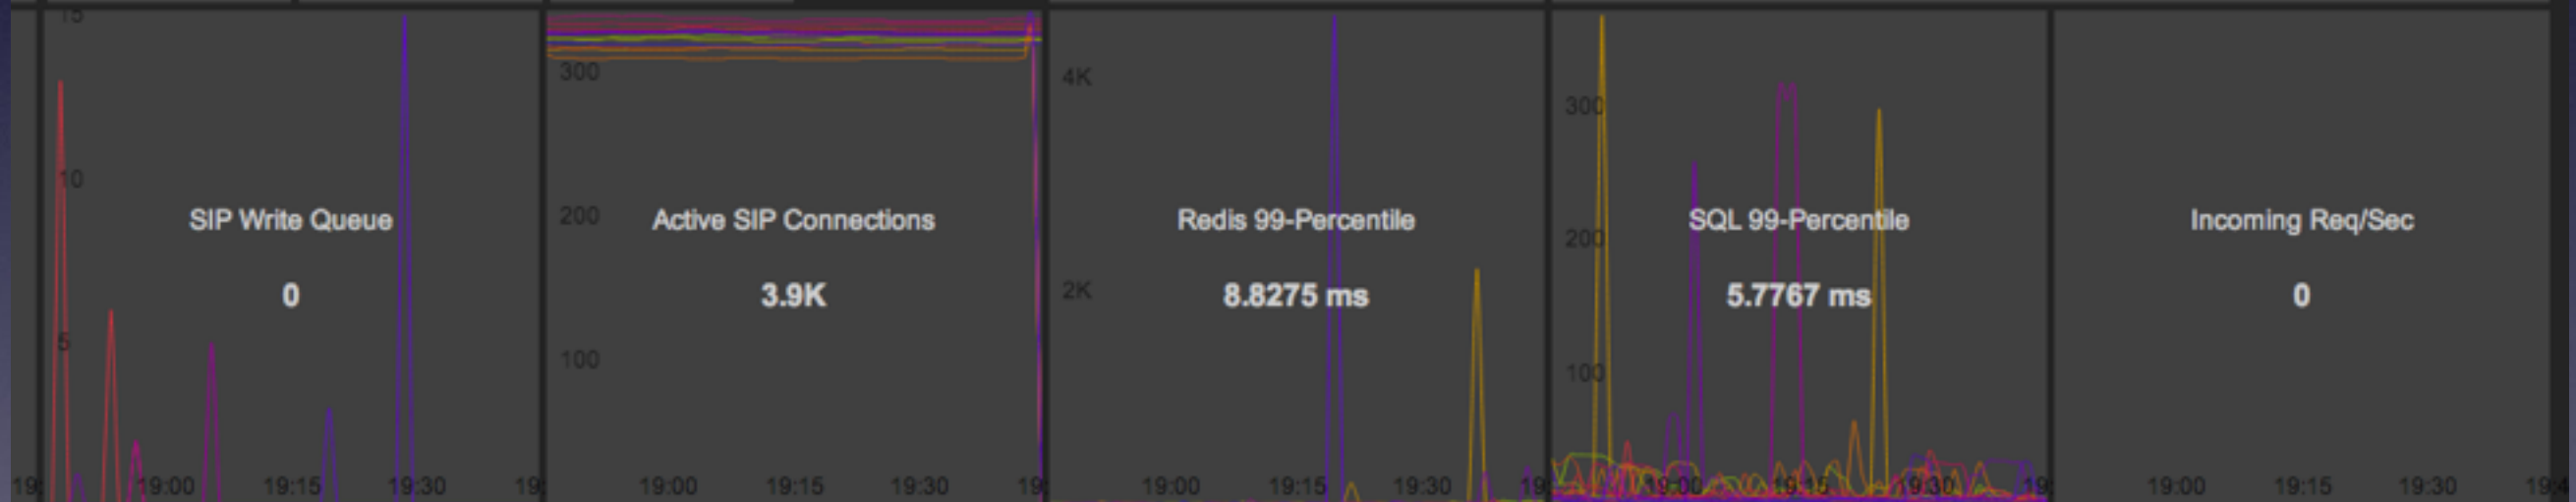 15
10
5
SIP Write Queue
0
19:00 19:15 19:30
300
200
100
Active SIP Connections
3.9K
19:00 19:15 19:30
4K
2K
Redis 99-Percentile
8.8275 ms
19:00 19:15 19:30
300
200
100
SQL 99-Percentile
5.7767 ms
19:00 19:15 19:30
Incoming Req/Sec
0
19:00 19:15 19:30